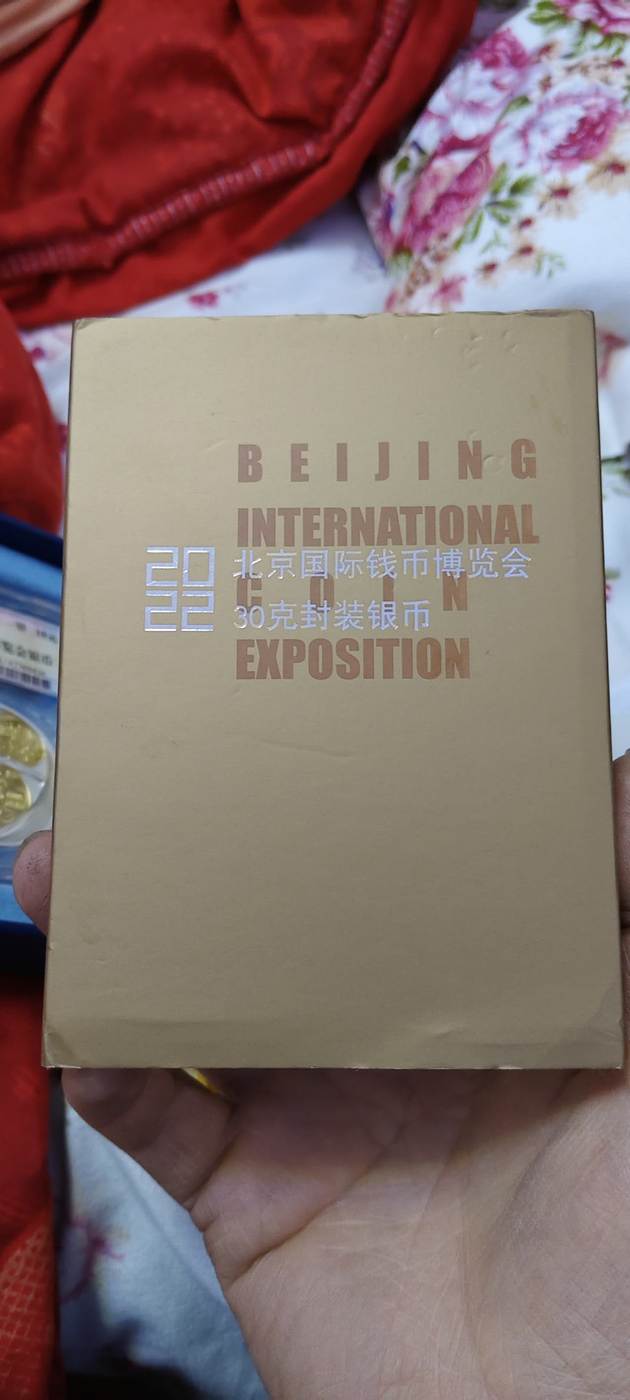 BEIJING
INTERNATIONAL
COIN
EXPOSITION
2022
北京国际钱币博览会
30克封装银币